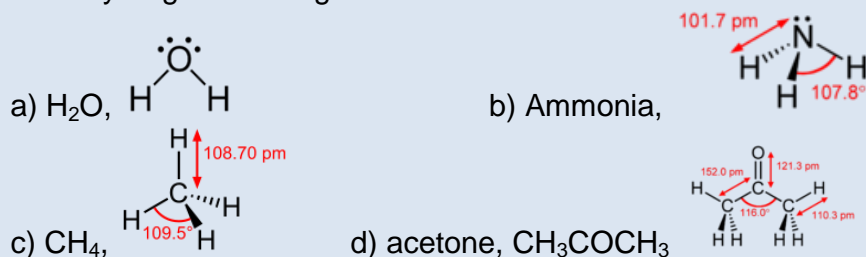 O
H H
a) H₂O,
101.7 pm
N
H H
H
107.8°
b) Ammonia,
H
108.70 pm
C
H
H
109.5°
H
c) CH₄,
O
152.0 pm
121.3 pm
H C H
C C
116.0°
110.3 pm
H H H H
d) acetone, CH₃COCH₃